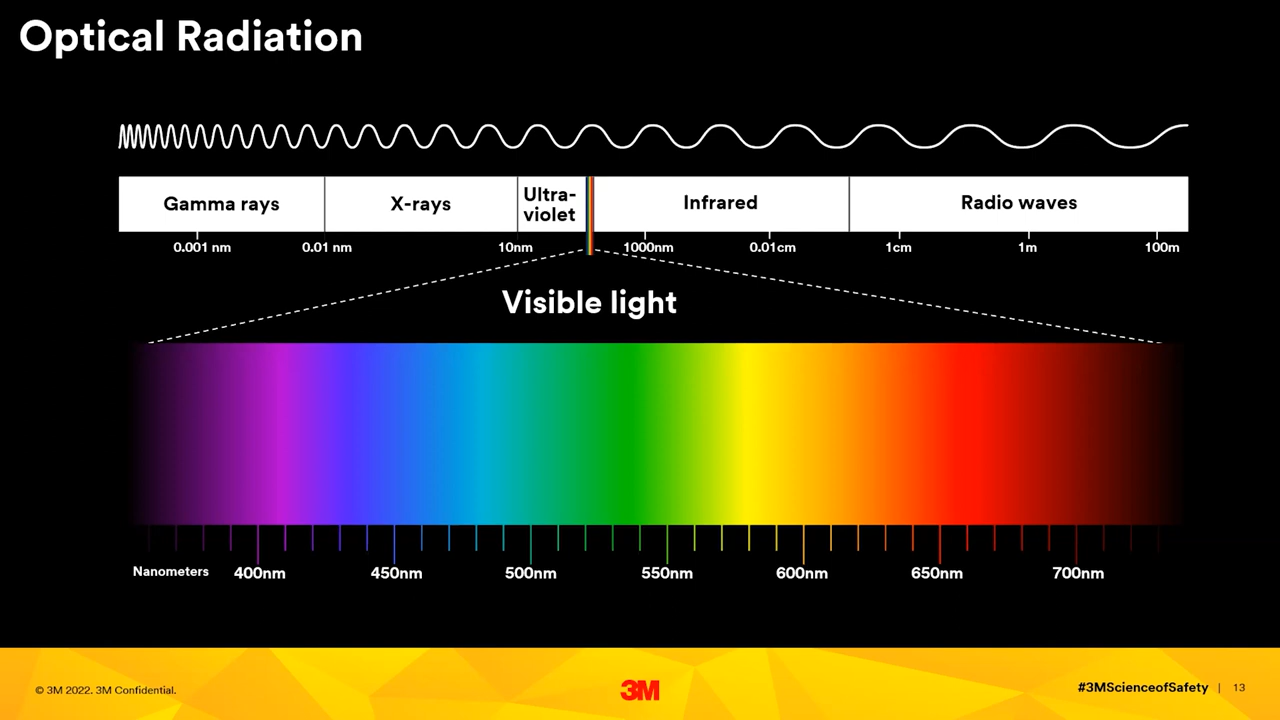 Optical Radiation
Gamma rays
X-rays
Ultra-
violet
Infrared
Radio waves
0.001 nm
0.01 nm
10nm
1000nm
0.01cm
1cm
1m
100m
Visible light
Nanometers
400nm
450nm
500nm
550nm
600nm
650nm
700nm
© 3M 2022. 3M Confidential.
3M
#3MScienceofSafety | 13